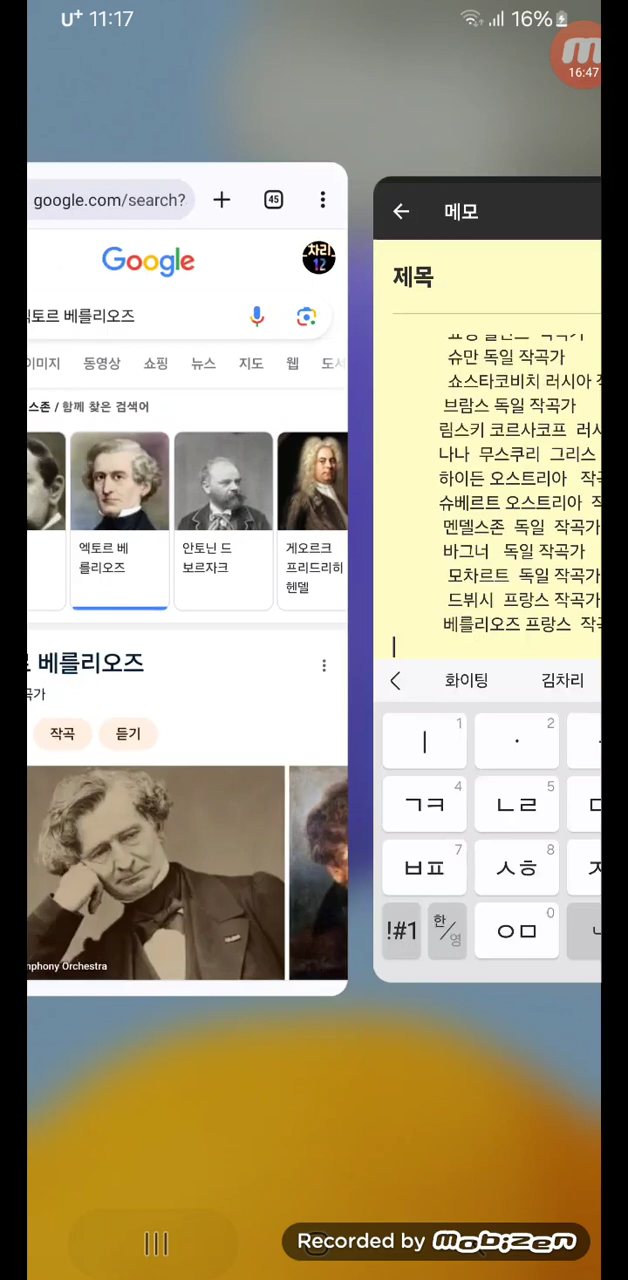 U+ 11:17
16%
16:47
google.com/search?
45
Google
차리
12
토르 베를리오즈
이미지
동영상
쇼핑
뉴스
지도
웹
스존 / 함께 찾은 검색어
엑토르 베
를리오즈
안토닌 드
보르자크
게오르크
프리드리히
헨델
베를리오즈
곡가
작곡
듣기
mphony Orchestra
메모
제목
슈만 독일 작곡가
쇼스타코비치 러시아
브람스 독일 작곡가
림스키 코르사코프 러시
나나 무스쿠리 그리스
하이든 오스트리아 작
슈베르트 오스트리아
멘델스존 독일 작곡가
바그너 독일 작곡가
모차르트 독일 작곡가
드뷔시 프랑스 작곡가
베를리오즈 프랑스 작
화이팅
김차리
ㅣ 1
· 2
ㄱㅋ 4
ㄴㄹ 5
ㅂㅍ 7
ㅅㅎ 8
!#1
한/영
ㅇㅁ 0
Recorded by mobizen